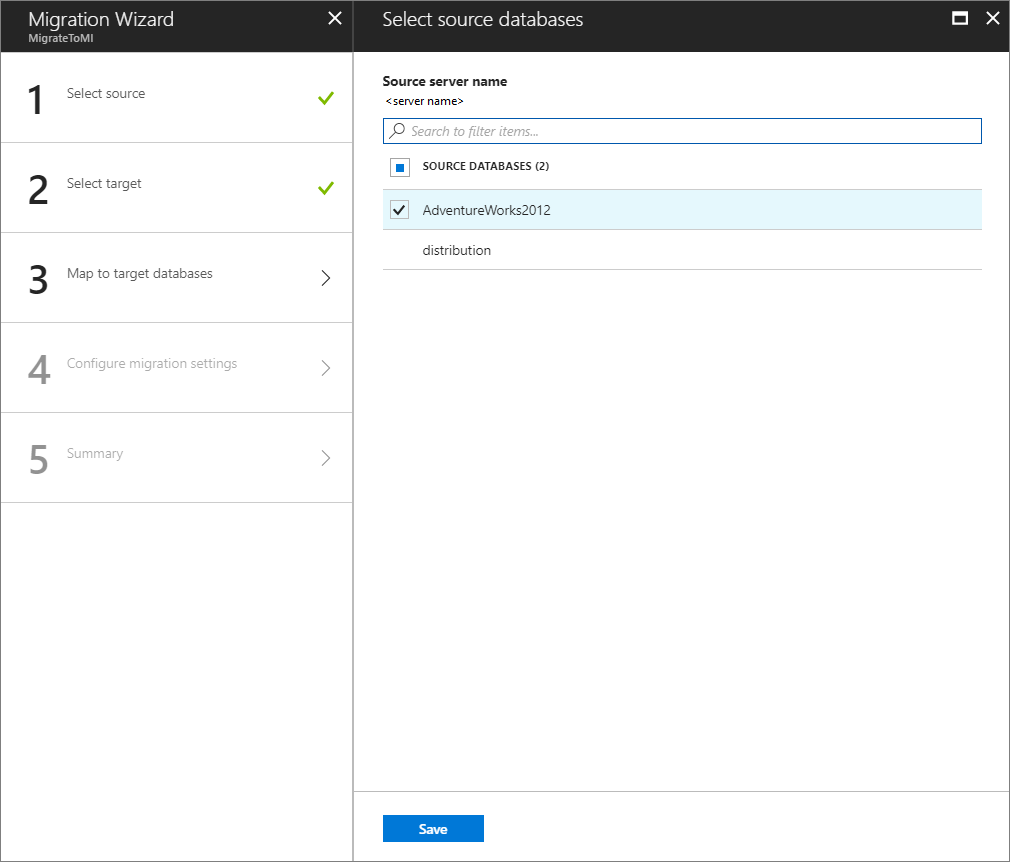 Migration Wizard
MigrateToMI
1 Select source
2 Select target
3 Map to target databases
4 Configure migration settings
5 Summary
Select source databases
Source server name
<server name>
Search to filter items...
SOURCE DATABASES (2)
AdventureWorks2012
distribution
Save